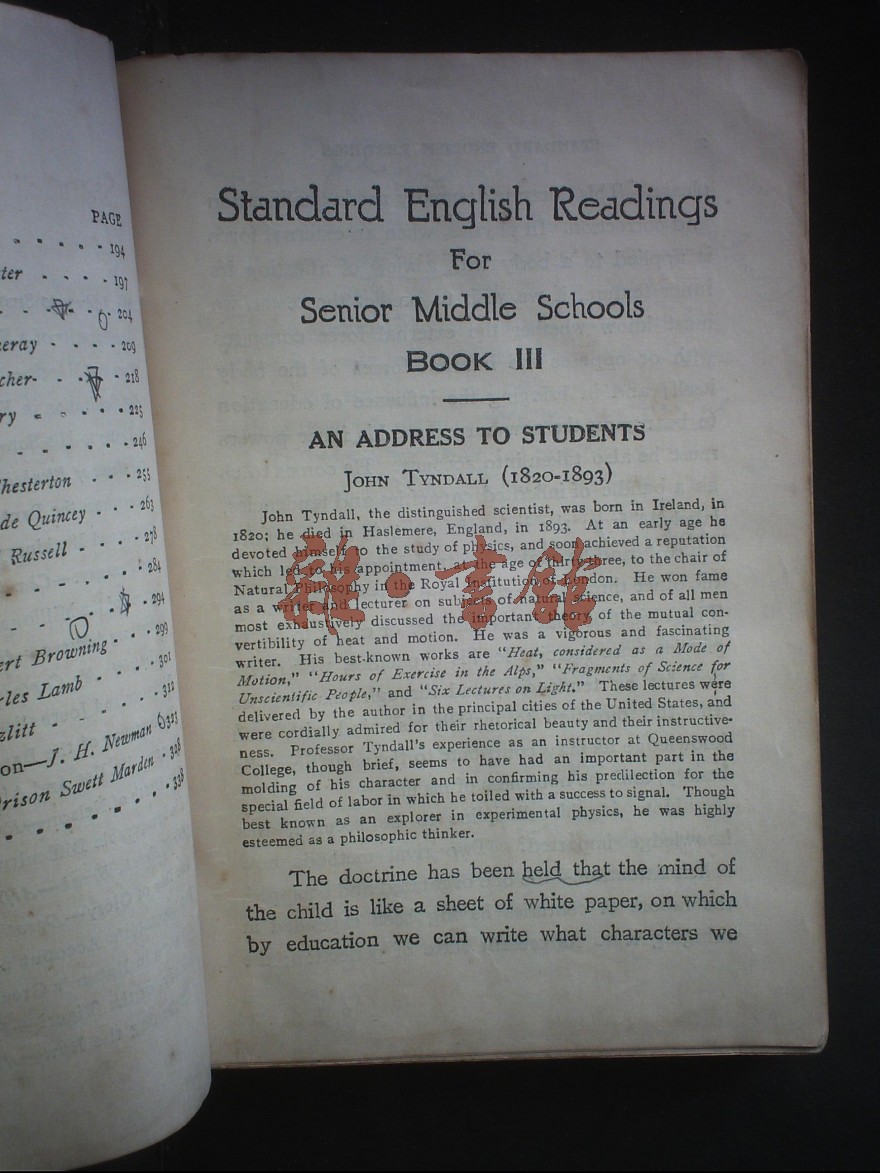 PAGE
194
ter 197
204
eray 209
cher- 218
ry 225
246
hesterton 255
de Quincey 263
Russell 278
284
294
299
ert Browning 301
rles Lamb 312
zlitt 323
on—J. H. Newman 328
rison Swett Marden 338
Standard English Readings
For
Senior Middle Schools
BOOK III
AN ADDRESS TO STUDENTS
JOHN TYNDALL (1820-1893)
John Tyndall, the distinguished scientist, was born in Ireland, in
1820; he died in Haslemere, England, in 1893. At an early age he
devoted himself to the study of physics, and soon achieved a reputation
which led to his appointment, at the age of thirty-three, to the chair of
Natural Philosophy in the Royal Institution of London. He won fame
as a writer and lecturer on subjects of natural science, and of all men
most exhaustively discussed the important theory of the mutual con-
vertibility of heat and motion. He was a vigorous and fascinating
writer. His best-known works are "Heat, considered as a Mode of
Motion," "Hours of Exercise in the Alps," "Fragments of Science for
Unscientific People," and "Six Lectures on Light." These lectures were
delivered by the author in the principal cities of the United States, and
were cordially admired for their rhetorical beauty and their instructive-
ness. Professor Tyndall's experience as an instructor at Queenswood
College, though brief, seems to have had an important part in the
molding of his character and in confirming his predilection for the
special field of labor in which he toiled with a success to signal. Though
best known as an explorer in experimental physics, he was highly
esteemed as a philosophic thinker.
The doctrine has been held that the mind of
the child is like a sheet of white paper, on which
by education we can write what characters we
雜·書館